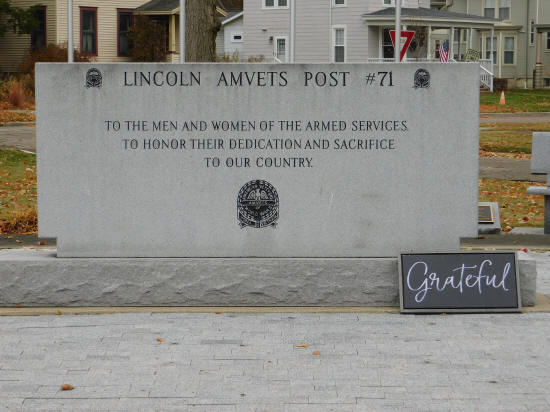 LINCOLN AMVETS POST #71
TO THE MEN AND WOMEN OF THE ARMED SERVICES.
TO HONOR THEIR DEDICATION AND SACRIFICE
TO OUR COUNTRY.
AMVETS
Grateful